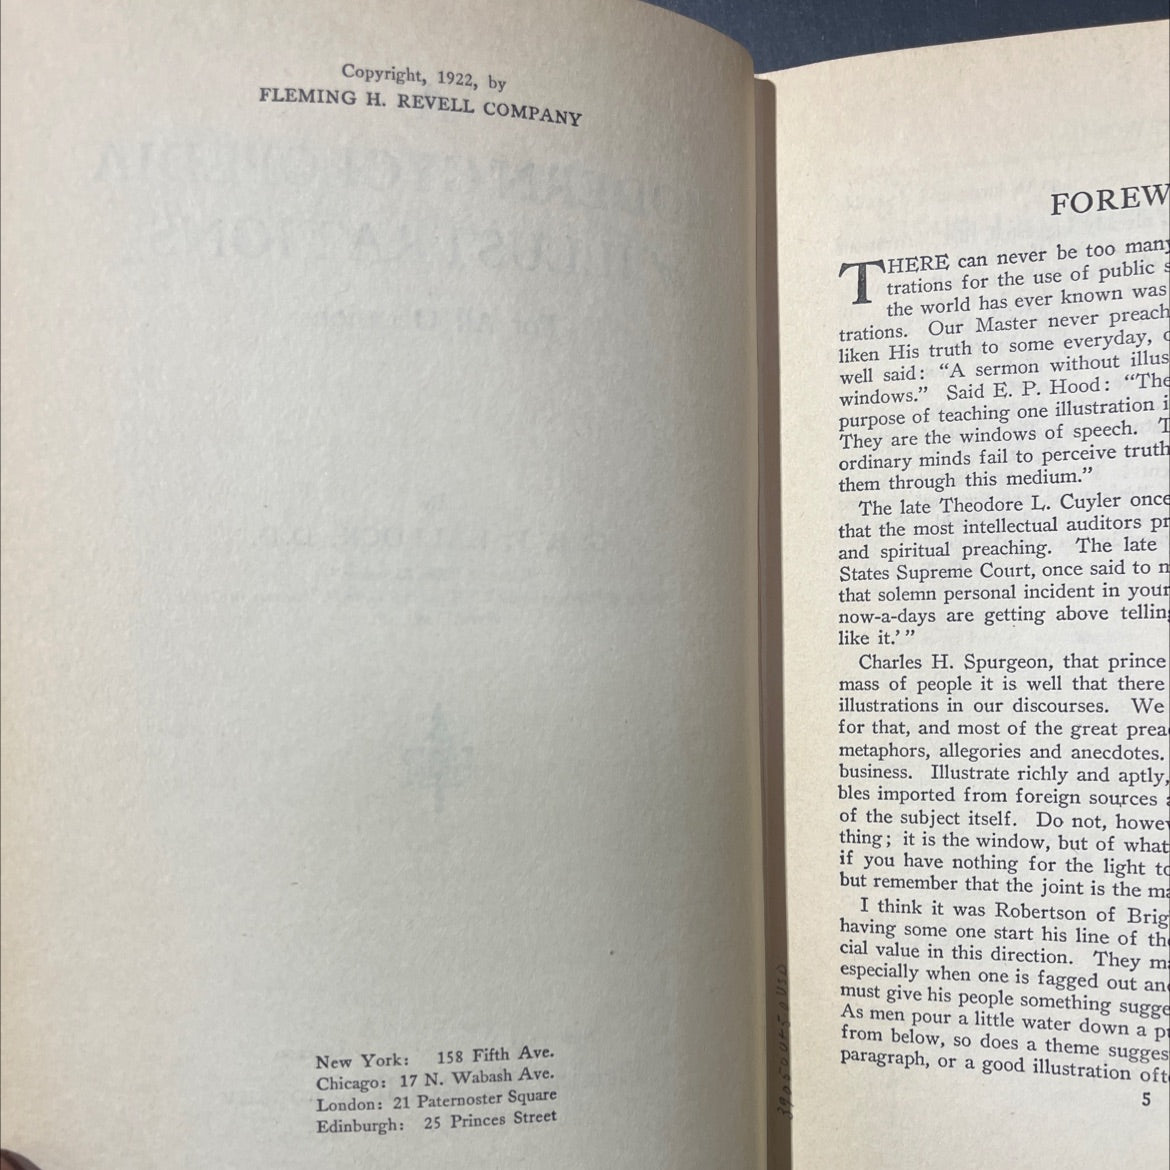 Copyright, 1922, by
FLEMING H. REVELL COMPANY
New York: 158 Fifth Ave.
Chicago: 17 N. Wabash Ave.
London: 21 Paternoster Square
Edinburgh: 25 Princes Street
FOREW
THERE can never be too many
trations for the use of public s
the world has ever known was
trations. Our Master never preach
liken His truth to some everyday,
well said: “A sermon without illus
windows.” Said E. P. Hood: “The
purpose of teaching one illustration i
They are the windows of speech. T
ordinary minds fail to perceive truth
them through this medium.”
The late Theodore L. Cuyler once
that the most intellectual auditors pr
and spiritual preaching. The late
States Supreme Court, once said to m
that solemn personal incident in your
now-a-days are getting above telling
like it.’”
Charles H. Spurgeon, that prince
mass of people it is well that there
illustrations in our discourses. We
for that, and most of the great prea
metaphors, allegories and anecdotes.
business. Illustrate richly and aptly,
bles imported from foreign sources a
of the subject itself. Do not, howev
thing; it is the window, but of what
if you have nothing for the light to
but remember that the joint is the ma
I think it was Robertson of Brig
having some one start his line of th
cial value in this direction. They ma
especially when one is fagged out and
must give his people something sugge
As men pour a little water down a pu
from below, so does a theme sugges
paragraph, or a good illustration oft
5